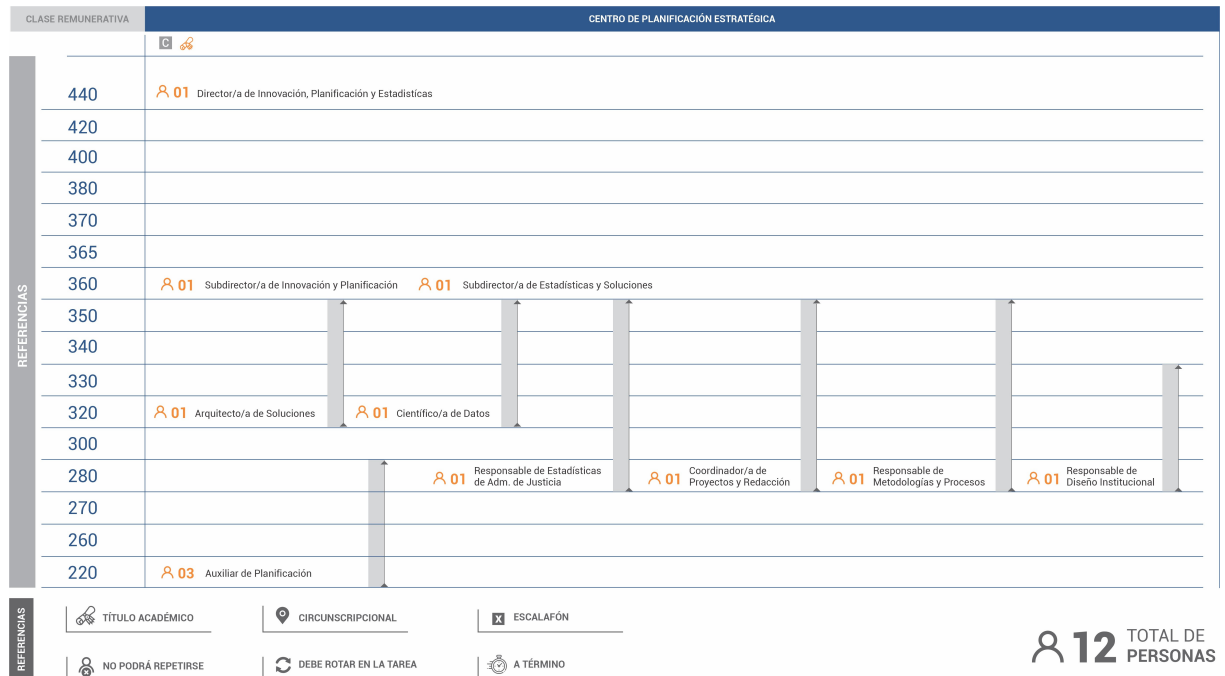 CLASE REMUNERATIVA
CENTRO DE PLANIFICACIÓN ESTRATÉGICA
C
REFERENCIAS
440
01 Director/a de Innovación, Planificación y Estadistícas
420
400
380
370
365
360
01 Subdirector/a de Innovación y Planificación
01 Subdirector/a de Estadísticas y Soluciones
350
340
330
320
01 Arquitecto/a de Soluciones
01 Científico/a de Datos
300
280
01 Responsable de Estadísticas
de Adm. de Justicia
01 Coordinador/a de
Proyectos y Redacción
01 Responsable de
Metodologías y Procesos
01 Responsable de
Diseño Institucional
270
260
220
03 Auxiliar de Planificación
REFERENCIAS
TÍTULO ACADÉMICO
CIRCUNSCRIPCIONAL
X ESCALAFÓN
NO PODRÁ REPETIRSE
DEBE ROTAR EN LA TAREA
A TÉRMINO
12 TOTAL DE
PERSONAS